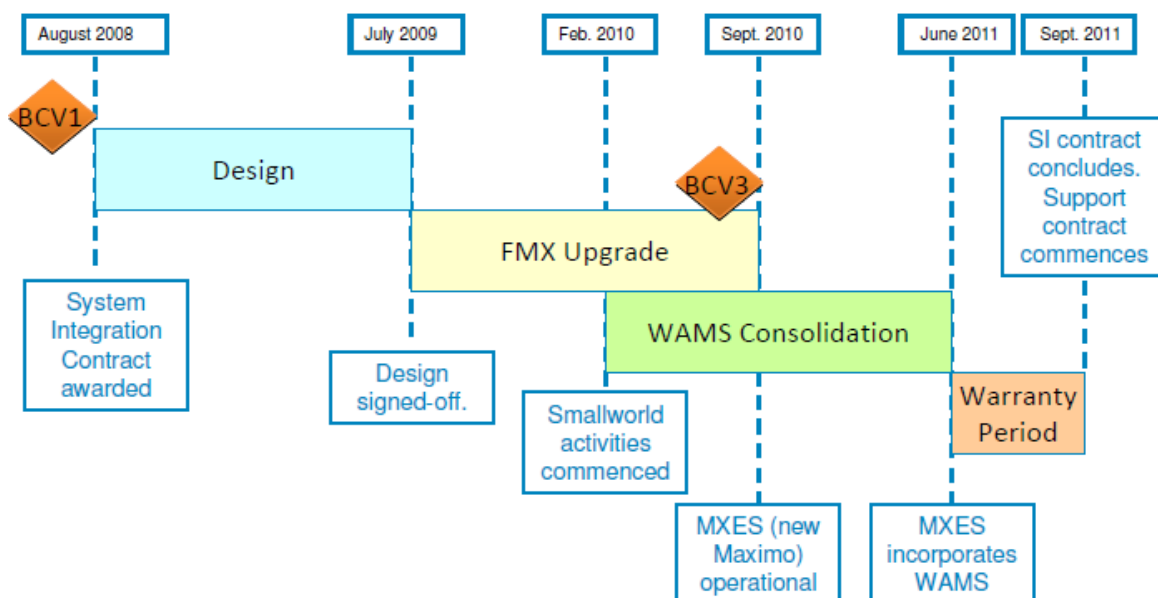 August 2008
July 2009
Feb. 2010
Sept. 2010
June 2011
Sept. 2011
BCV1
Design
BCV3
FMX Upgrade
WAMS Consolidation
Warranty
Period
System
Integration
Contract
awarded
Design
signed-off.
Smallworld
activities
commenced
MXES (new
Maximo)
operational
MXES
incorporates
WAMS
SI contract
concludes.
Support
contract
commences